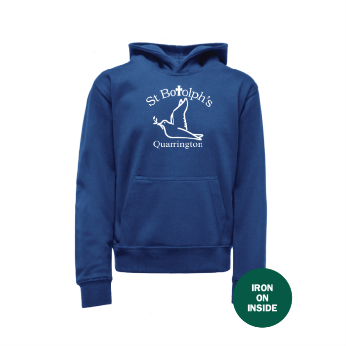 St Botolph's
Quarrington
IRON
ON
INSIDE